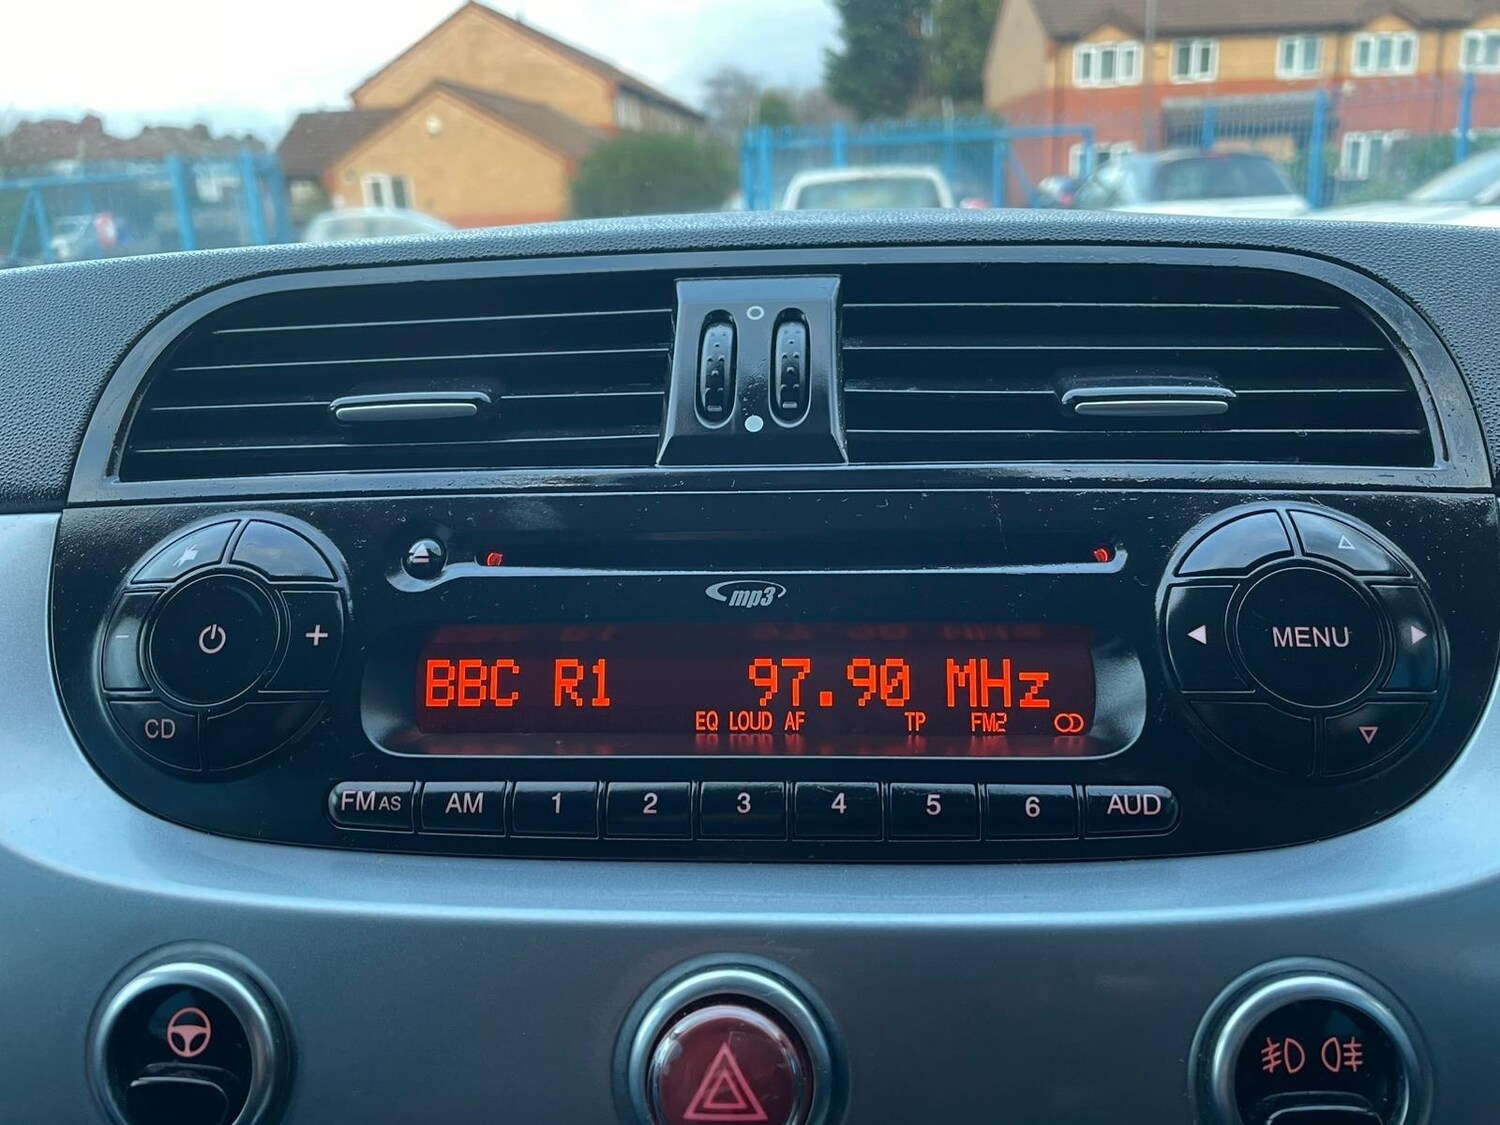 mp3
BBC R1 97.90 MHz
EQ LOUD AF TP FM2
MENU
CD
FM AS AM 1 2 3 4 5 6 AUD